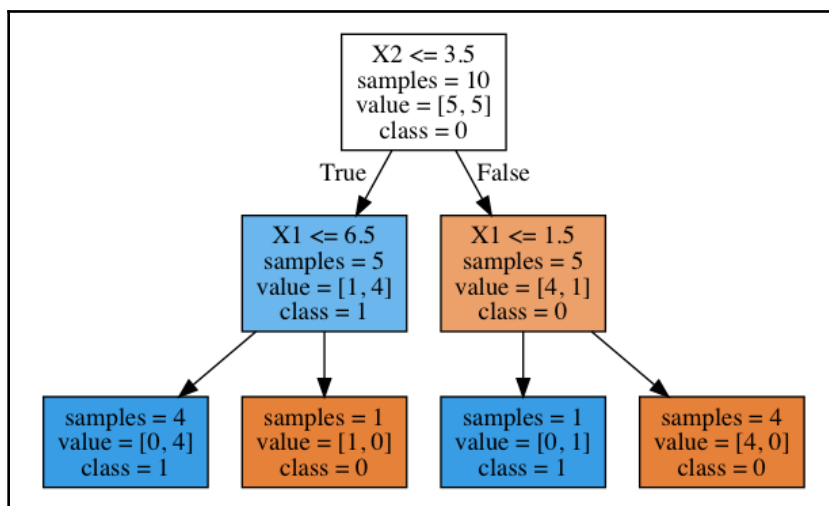 X2 <= 3.5
samples = 10
value = [5, 5]
class = 0
True
False
X1 <= 6.5
samples = 5
value = [1, 4]
class = 1
X1 <= 1.5
samples = 5
value = [4, 1]
class = 0
samples = 4
value = [0, 4]
class = 1
samples = 1
value = [1, 0]
class = 0
samples = 1
value = [0, 1]
class = 1
samples = 4
value = [4, 0]
class = 0